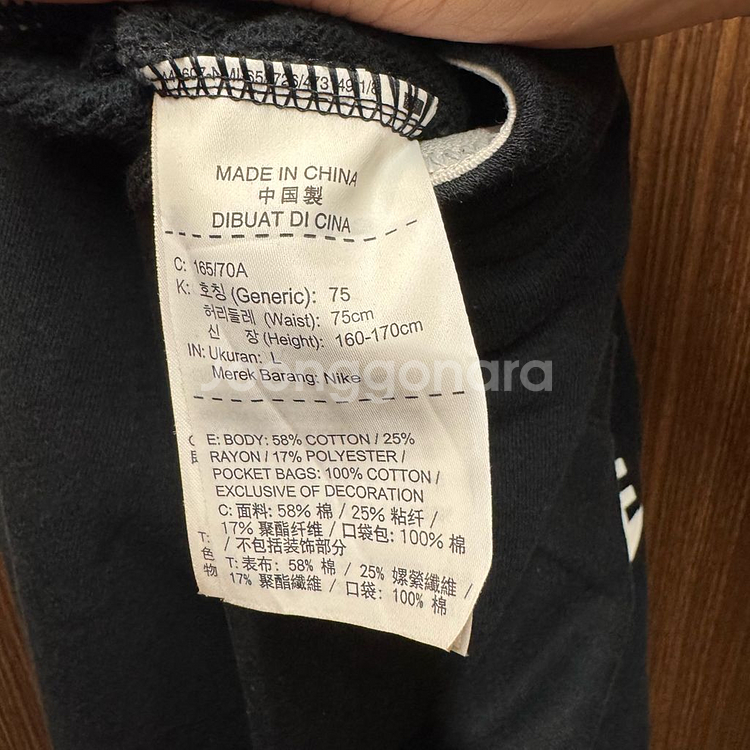 MADE IN CHINA
中国製
DIBUAT DI CINA
C: 165/70A
K: 호칭 (Generic): 75
허리둘레 (Waist): 75cm
신 장 (Height): 160-170cm
IN: Ukuran: L
Merek Barang: Nike
Joonggonara
E: BODY: 58% COTTON / 25%
RAYON / 17% POLYESTER /
POCKET BAGS: 100% COTTON /
EXCLUSIVE OF DECORATION
C: 面料: 58% 棉 / 25% 粘纤 /
17% 聚酯纤维 / 口袋包: 100% 棉
/ 不包括装饰部分
T: 表布: 58% 棉 / 25% 嫘縈纖維 /
17% 聚酯纖維 / 口袋: 100% 棉
T:
色
物